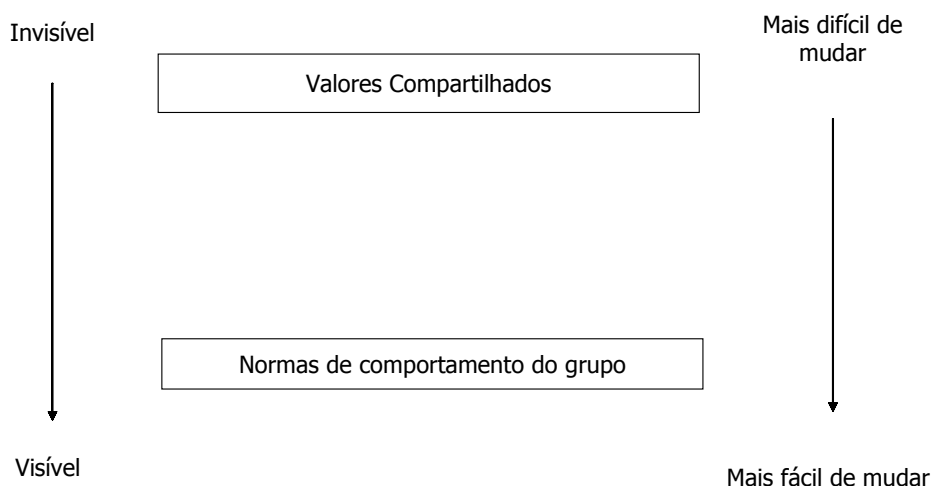 Invisível
Mais difícil de
mudar
Valores Compartilhados
Normas de comportamento do grupo
Visível
Mais fácil de mudar